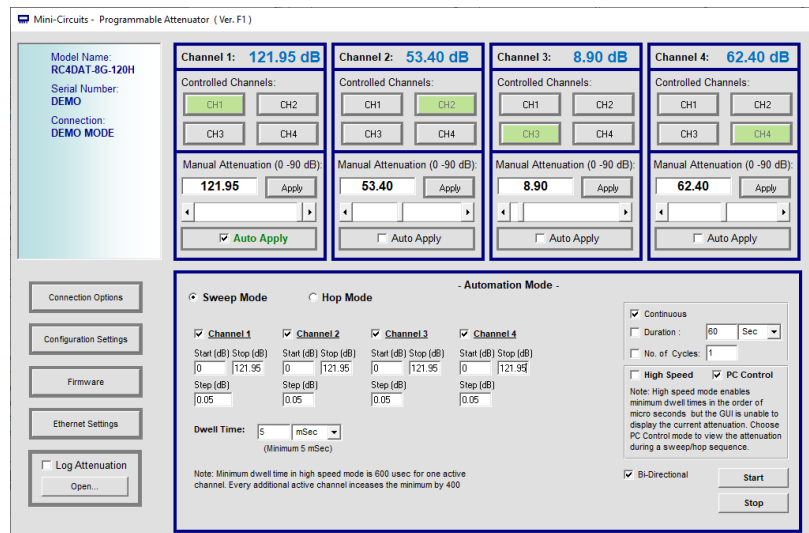 Mini-Circuits - Programmable Attenuator ( Ver. F1 )
Model Name:
RC4DAT-8G-120H
Serial Number:
DEMO
Connection:
DEMO MODE
Channel 1: 121.95 dB
Controlled Channels:
CH1 CH2
CH3 CH4
Manual Attenuation (0 -90 dB):
121.95 Apply
Auto Apply
Channel 2: 53.40 dB
Controlled Channels:
CH1 CH2
CH3 CH4
Manual Attenuation (0 -90 dB):
53.40 Apply
Auto Apply
Channel 3: 8.90 dB
Controlled Channels:
CH1 CH2
CH3 CH4
Manual Attenuation (0 -90 dB):
8.90 Apply
Auto Apply
Channel 4: 62.40 dB
Controlled Channels:
CH1 CH2
CH3 CH4
Manual Attenuation (0 -90 dB):
62.40 Apply
Auto Apply
Connection Options
Configuration Settings
Firmware
Ethernet Settings
Log Attenuation
Open...
- Automation Mode -
Sweep Mode Hop Mode
Channel 1 Channel 2 Channel 3 Channel 4
Start (dB) Stop (dB) Start (dB) Stop (dB) Start (dB) Stop (dB) Start (dB) Stop (dB)
0 121.95 0 121.95 0 121.95 0 121.95
Step (dB) Step (dB) Step (dB) Step (dB)
0.05 0.05 0.05 0.05
Dwell Time: 5 mSec
(Minimum 5 mSec)
Note: Minimum dwell time in high speed mode is 600 usec for one active
channel. Every additional active channel inceases the minimum by 400
Continuous
Duration : 60 Sec
No. of Cycles: 1
High Speed PC Control
Note: High speed mode enables
minimum dwell times in the order of
micro seconds but the GUI is unable to
display the current attenuation. Choose
PC Control mode to view the attenuation
during a sweep/hop sequence.
Bi-Directional Start
Stop